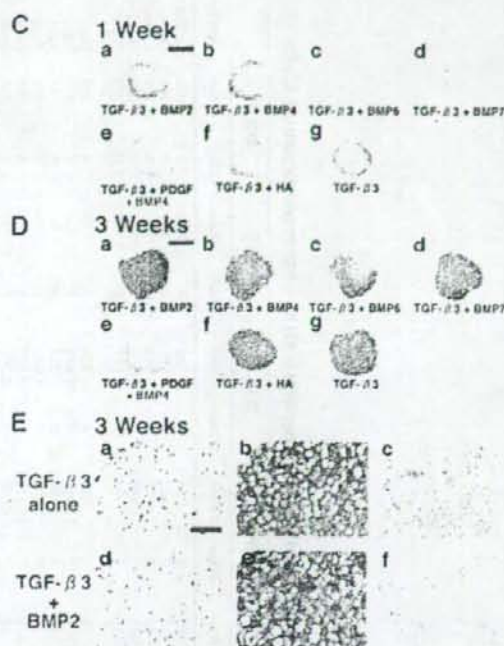 C 1 Week
a b c d
TGF-β3 + BMP2 TGF-β3 + BMP4 TGF-β3 + BMP6 TGF-β3 + BMP7
e f g
TGF-β3 + PDGF TGF-β3 + HA TGF-β3
+ BMP4
D 3 Weeks
a b c d
TGF-β3 + BMP2 TGF-β3 + BMP4 TGF-β3 + BMP6 TGF-β3 + BMP7
e f g
TGF-β3 + PDGF TGF-β3 + HA TGF-β3
+ BMP4
E 3 Weeks
a b c
TGF-β3
alone
d e f
TGF-β3
+
BMP2